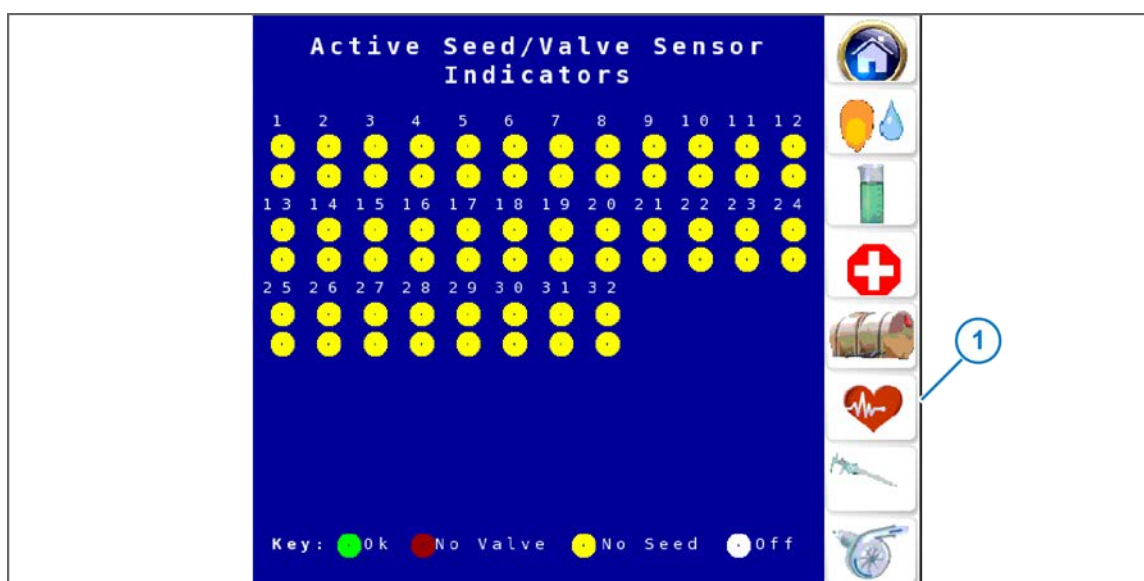 Active Seed/Valve Sensor
Indicators
1 2 3 4 5 6 7 8 9 10 11 12
13 14 15 16 17 18 19 20 21 22 23 24
25 26 27 28 29 30 31 32
1
Key: Ok No Valve No Seed Off